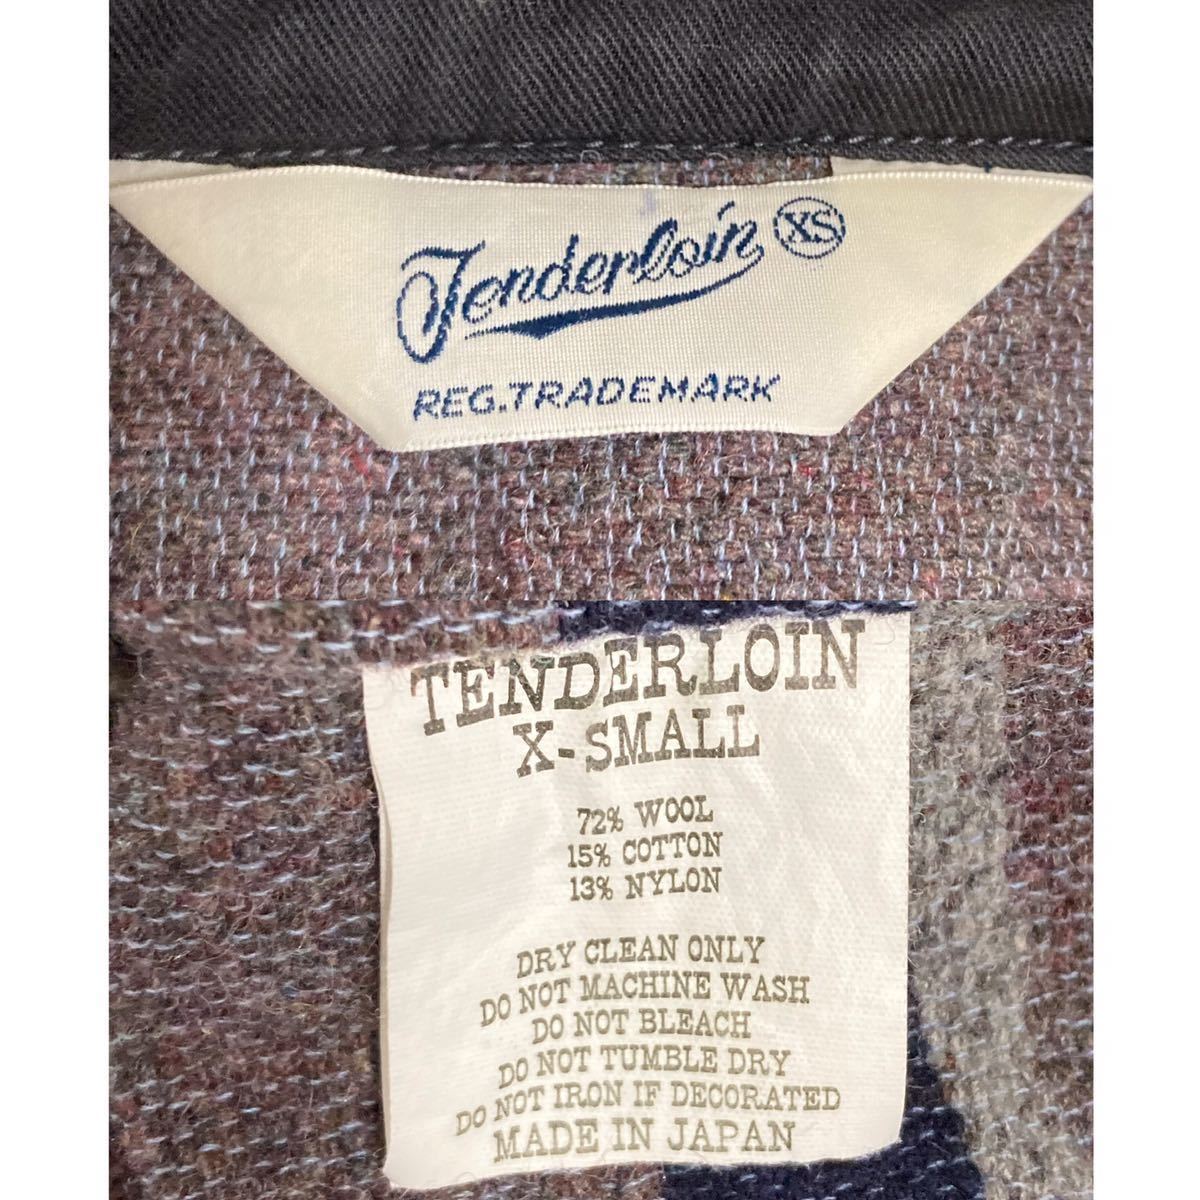 Tenderloin XS
REG.TRADEMARK
TENDERLOIN
X-SMALL
72% WOOL
15% COTTON
13% NYLON
DRY CLEAN ONLY
DO NOT MACHINE WASH
DO NOT BLEACH
DO NOT TUMBLE DRY
DO NOT IRON IF DECORATED
MADE IN JAPAN